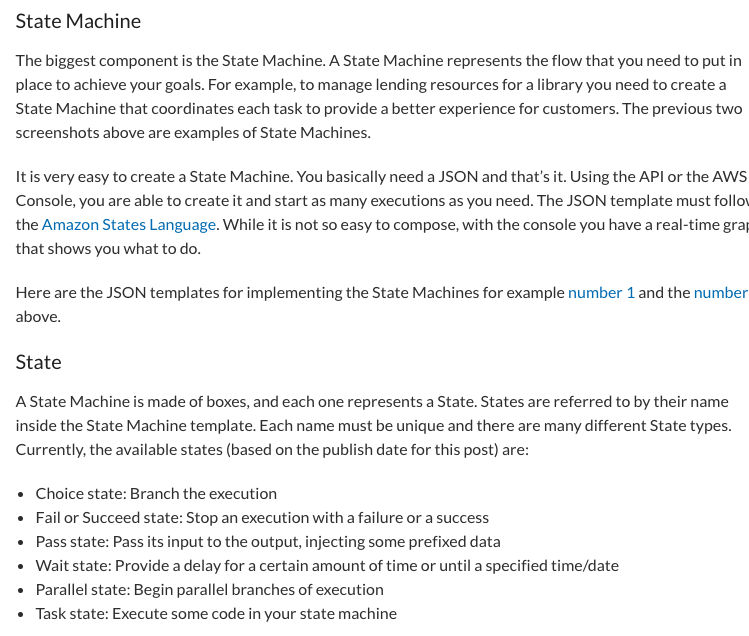 State Machine
The biggest component is the State Machine. A State Machine represents the flow that you need to put in
place to achieve your goals. For example, to manage lending resources for a library you need to create a
State Machine that coordinates each task to provide a better experience for customers. The previous two
screenshots above are examples of State Machines.
It is very easy to create a State Machine. You basically need a JSON and that’s it. Using the API or the AWS
Console, you are able to create it and start as many executions as you need. The JSON template must
the Amazon States Language. While it is not so easy to compose, with the console you have a real-time
that shows you what to do.
Here are the JSON templates for implementing the State Machines for example number 1 and the number
above.
State
A State Machine is made of boxes, and each one represents a State. States are referred to by their name
inside the State Machine template. Each name must be unique and there are many different State types.
Currently, the available states (based on the publish date for this post) are:
• Choice state: Branch the execution
• Fail or Succeed state: Stop an execution with a failure or a success
• Pass state: Pass its input to the output, injecting some prefixed data
• Wait state: Provide a delay for a certain amount of time or until a specified time/date
• Parallel state: Begin parallel branches of execution
• Task state: Execute some code in your state machine